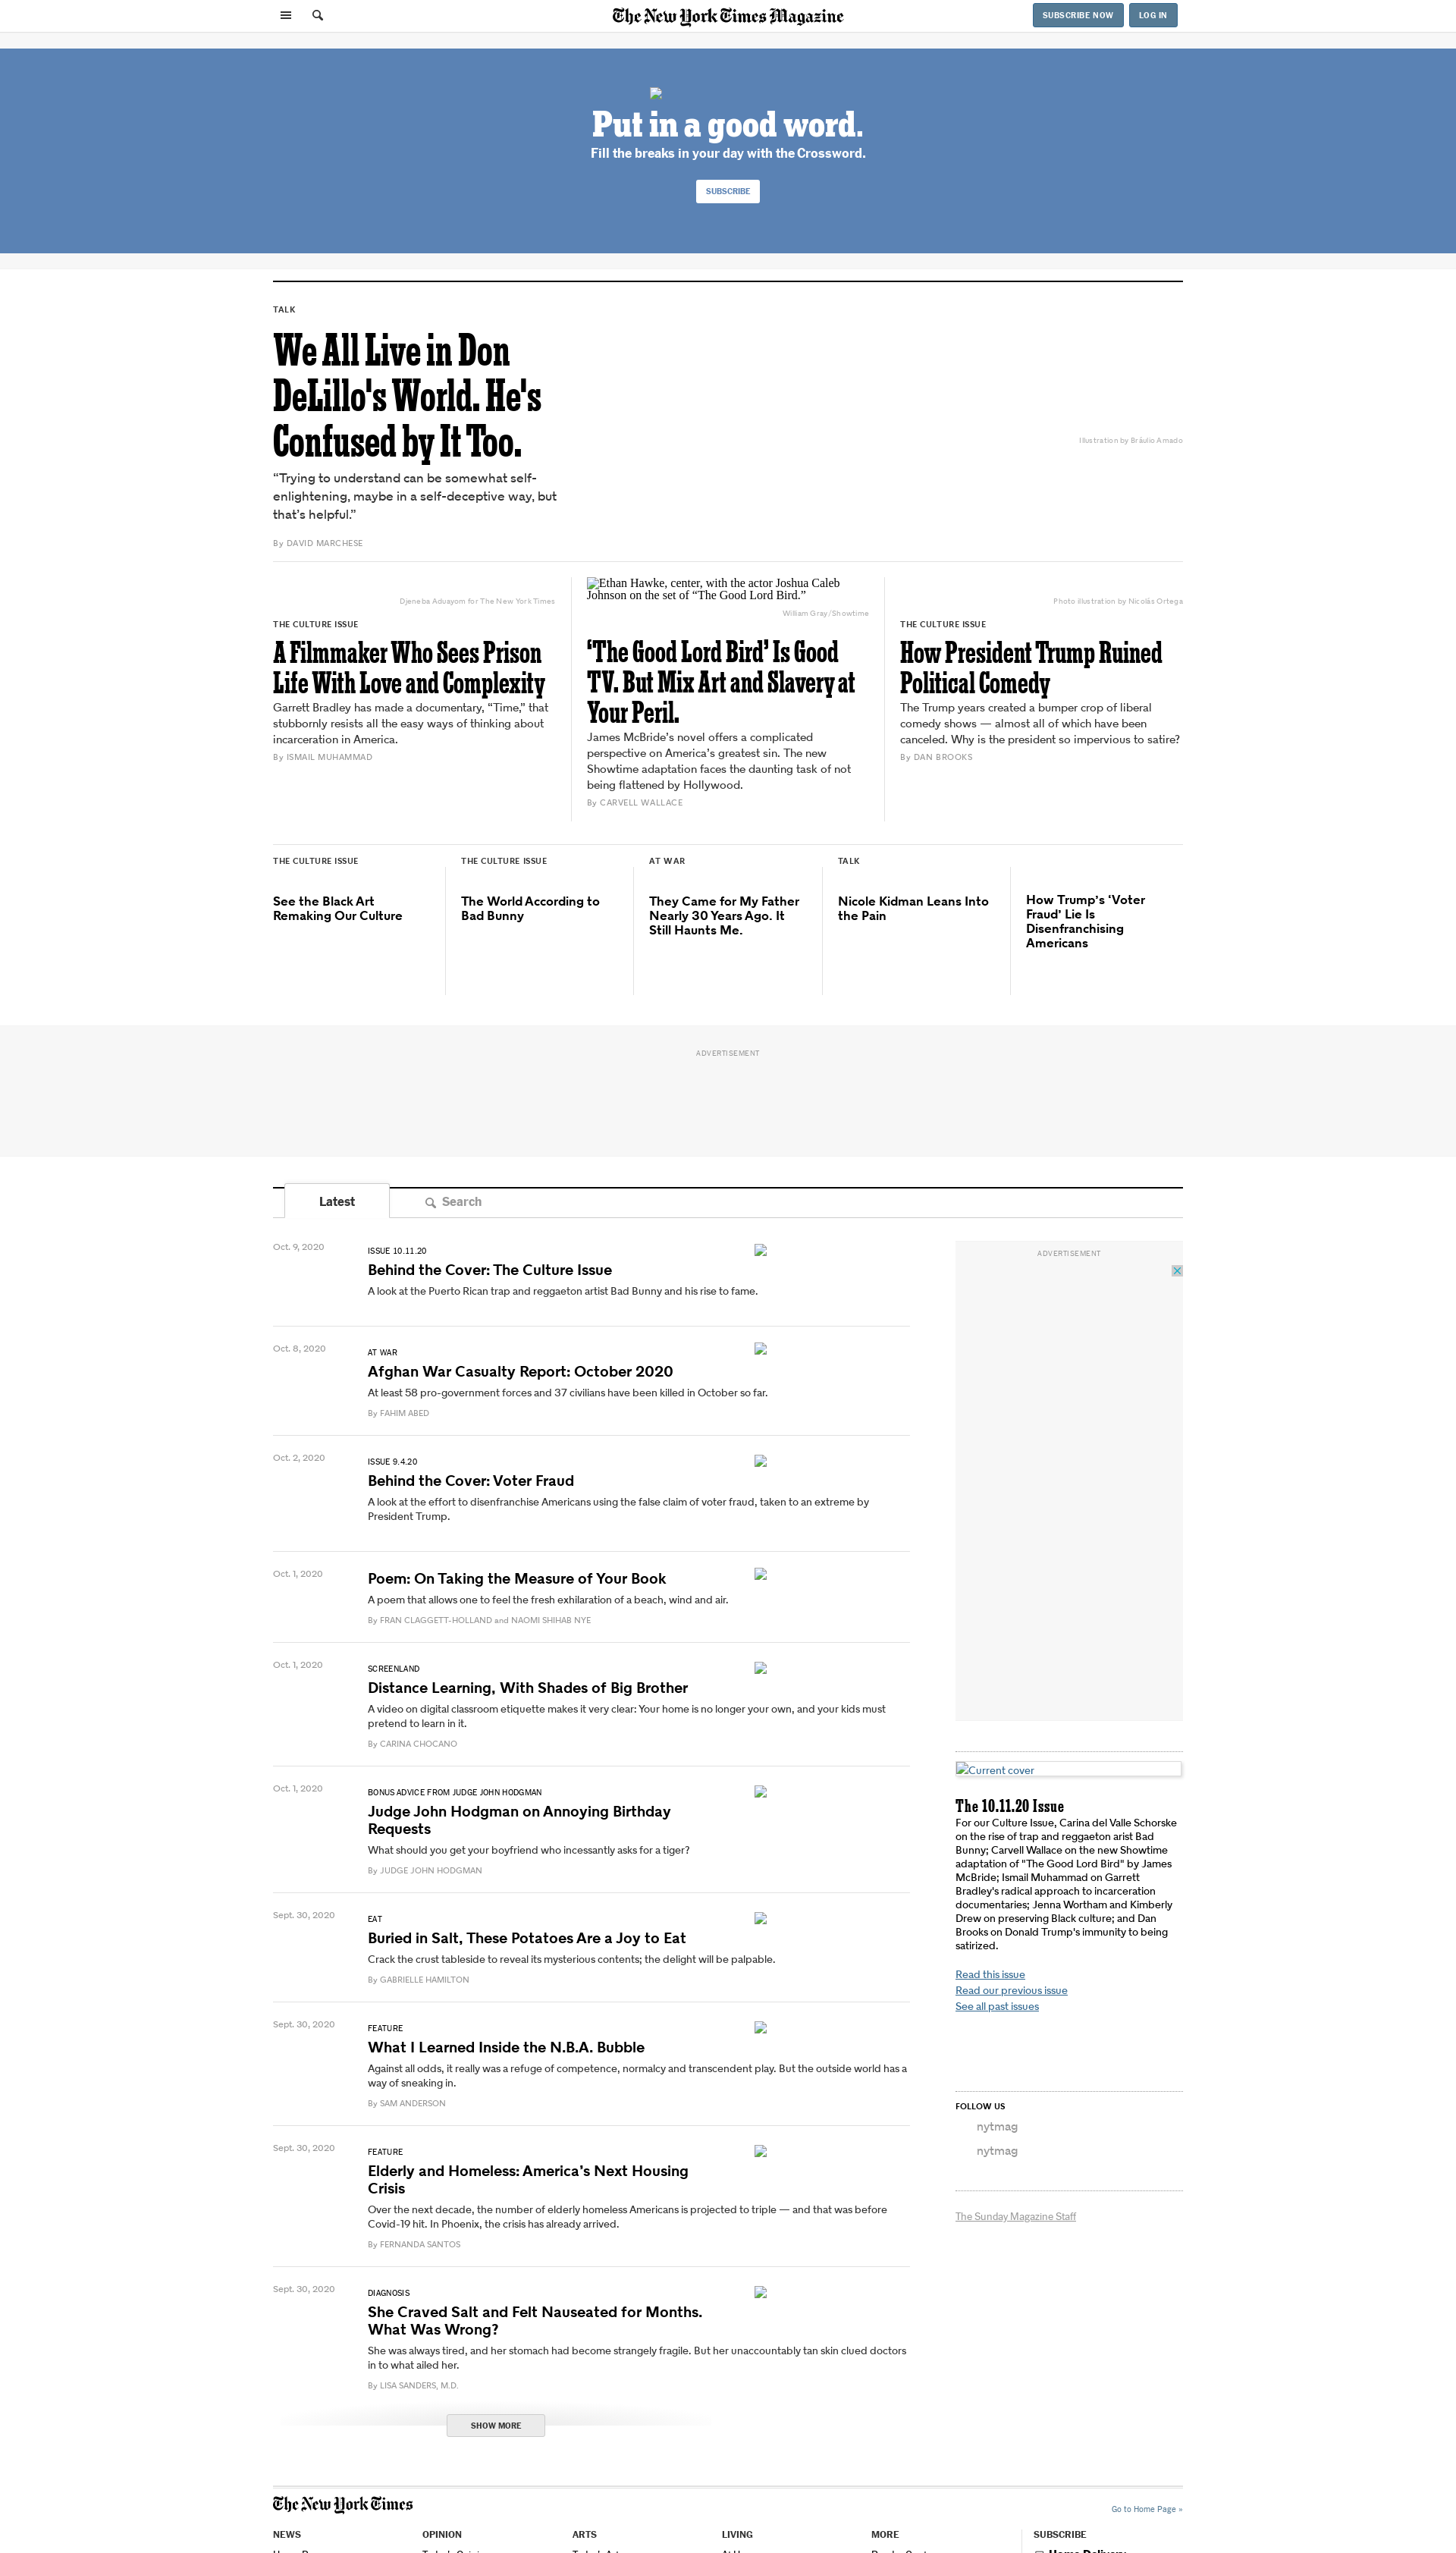 The New York Times Magazine
SUBSCRIBE NOW
LOG IN
Put in a good word.
Fill the breaks in your day with the Crossword.
SUBSCRIBE
TALK
We All Live in Don
DeLillo's World. He's
Confused by It Too.
“Trying to understand can be somewhat self-
enlightening, maybe in a self-deceptive way, but
that’s helpful.”
By DAVID MARCHESE
Illustration by Bráulio Amado
Djeneba Aduayom for The New York Times
THE CULTURE ISSUE
A Filmmaker Who Sees Prison
Life With Love and Complexity
Garrett Bradley has made a documentary, “Time,” that
stubbornly resists all the easy ways of thinking about
incarceration in America.
By ISMAIL MUHAMMAD
Ethan Hawke, center, with the actor Joshua Caleb
Johnson on the set of “The Good Lord Bird.”
William Gray/Showtime
‘The Good Lord Bird’ Is Good
TV. But Mix Art and Slavery at
Your Peril.
James McBride’s novel offers a complicated
perspective on America’s greatest sin. The new
Showtime adaptation faces the daunting task of not
being flattened by Hollywood.
By CARVELL WALLACE
Photo illustration by Nicolás Ortega
THE CULTURE ISSUE
How President Trump Ruined
Political Comedy
The Trump years created a bumper crop of liberal
comedy shows — almost all of which have been
canceled. Why is the president so impervious to satire?
By DAN BROOKS
THE CULTURE ISSUE
See the Black Art
Remaking Our Culture
THE CULTURE ISSUE
The World According to
Bad Bunny
AT WAR
They Came for My Father
Nearly 30 Years Ago. It
Still Haunts Me.
TALK
Nicole Kidman Leans Into
the Pain
How Trump’s ‘Voter
Fraud’ Lie Is
Disenfranchising
Americans
ADVERTISEMENT
Latest
Search
Oct. 9, 2020
ISSUE 10.11.20
Behind the Cover: The Culture Issue
A look at the Puerto Rican trap and reggaeton artist Bad Bunny and his rise to fame.
Oct. 8, 2020
AT WAR
Afghan War Casualty Report: October 2020
At least 58 pro-government forces and 37 civilians have been killed in October so far.
By FAHIM ABED
Oct. 2, 2020
ISSUE 9.4.20
Behind the Cover: Voter Fraud
A look at the effort to disenfranchise Americans using the false claim of voter fraud, taken to an extreme by
President Trump.
Oct. 1, 2020
Poem: On Taking the Measure of Your Book
A poem that allows one to feel the fresh exhilaration of a beach, wind and air.
By FRAN CLAGGETT-HOLLAND and NAOMI SHIHAB NYE
Oct. 1, 2020
SCREENLAND
Distance Learning, With Shades of Big Brother
A video on digital classroom etiquette makes it very clear: Your home is no longer your own, and your kids must
pretend to learn in it.
By CARINA CHOCANO
Oct. 1, 2020
BONUS ADVICE FROM JUDGE JOHN HODGMAN
Judge John Hodgman on Annoying Birthday
Requests
What should you get your boyfriend who incessantly asks for a tiger?
By JUDGE JOHN HODGMAN
Sept. 30, 2020
EAT
Buried in Salt, These Potatoes Are a Joy to Eat
Crack the crust tableside to reveal its mysterious contents; the delight will be palpable.
By GABRIELLE HAMILTON
Sept. 30, 2020
FEATURE
What I Learned Inside the N.B.A. Bubble
Against all odds, it really was a refuge of competence, normalcy and transcendent play. But the outside world has a
way of sneaking in.
By SAM ANDERSON
Sept. 30, 2020
FEATURE
Elderly and Homeless: America’s Next Housing
Crisis
Over the next decade, the number of elderly homeless Americans is projected to triple — and that was before
Covid-19 hit. In Phoenix, the crisis has already arrived.
By FERNANDA SANTOS
Sept. 30, 2020
DIAGNOSIS
She Craved Salt and Felt Nauseated for Months.
What Was Wrong?
She was always tired, and her stomach had become strangely fragile. But her unaccountably tan skin clued doctors
in to what ailed her.
By LISA SANDERS, M.D.
SHOW MORE
ADVERTISEMENT
Current cover
The 10.11.20 Issue
For our Culture Issue, Carina del Valle Schorske
on the rise of trap and reggaeton arist Bad
Bunny; Carvell Wallace on the new Showtime
adaptation of "The Good Lord Bird" by James
McBride; Ismail Muhammad on Garrett
Bradley's radical approach to incarceration
documentaries; Jenna Wortham and Kimberly
Drew on preserving Black culture; and Dan
Brooks on Donald Trump's immunity to being
satirized.
Read this issue
Read our previous issue
See all past issues
FOLLOW US
nytmag
nytmag
The Sunday Magazine Staff
The New York Times
Go to Home Page »
NEWS
OPINION
ARTS
LIVING
MORE
SUBSCRIBE